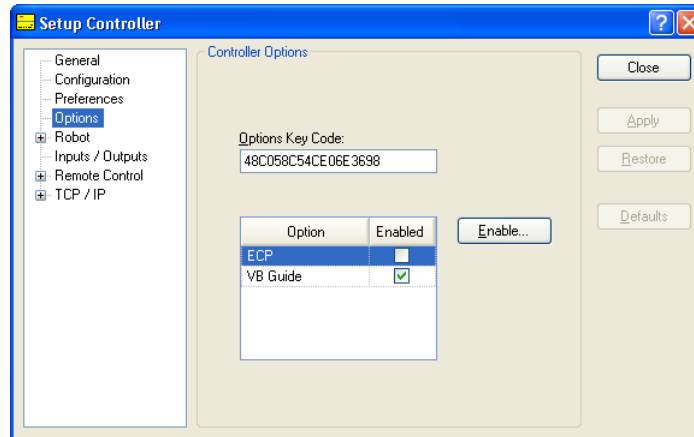 Setup Controller
General
Configuration
Preferences
Options
Robot
Inputs / Outputs
Remote Control
TCP / IP
Controller Options
Options Key Code:
48C058C54CE06E3698
Option Enabled
ECP
VB Guide
Enable...
Close
Apply
Restore
Defaults